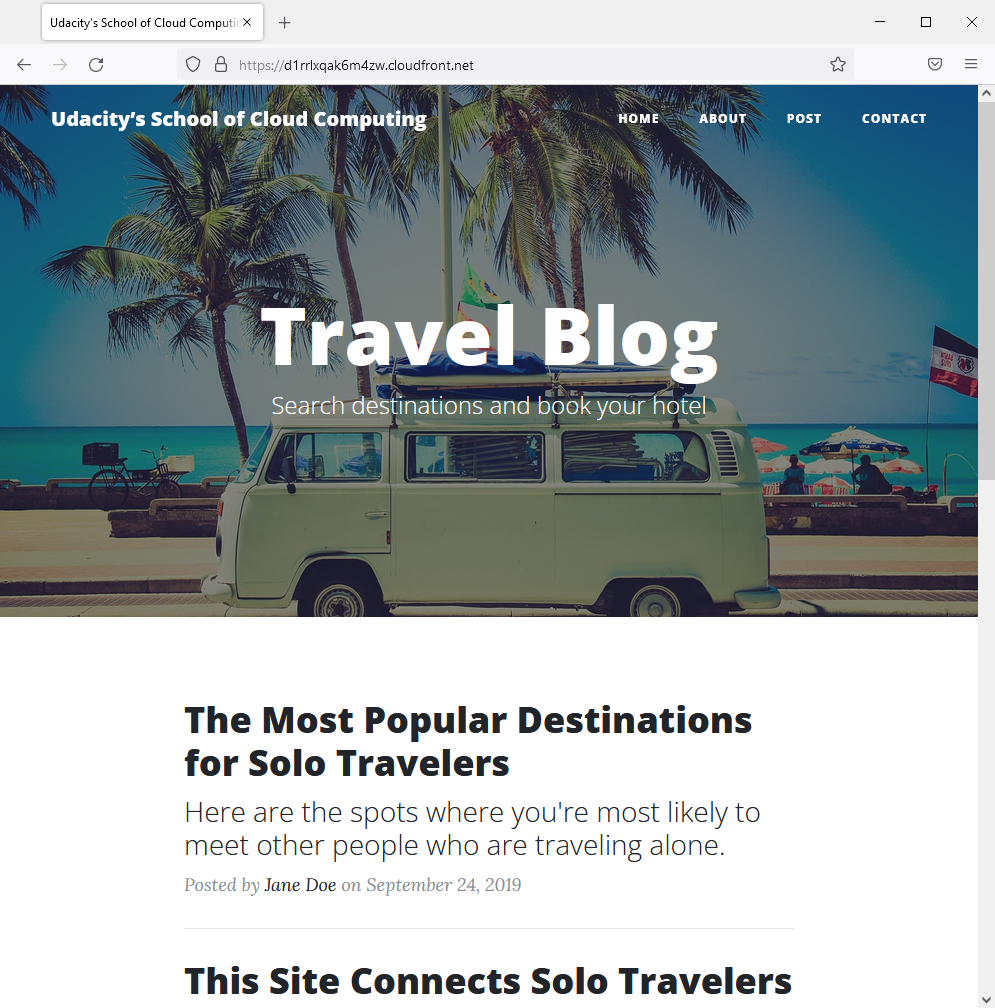 Udacity's School of Cloud Computin
https://d1rrlxqak6m4zw.cloudfront.net
Udacity's School of Cloud Computing
HOME ABOUT POST CONTACT
Travel Blog
Search destinations and book your hotel
The Most Popular Destinations
for Solo Travelers
Here are the spots where you're most likely to
meet other people who are traveling alone.
Posted by Jane Doe on September 24, 2019
This Site Connects Solo Travelers